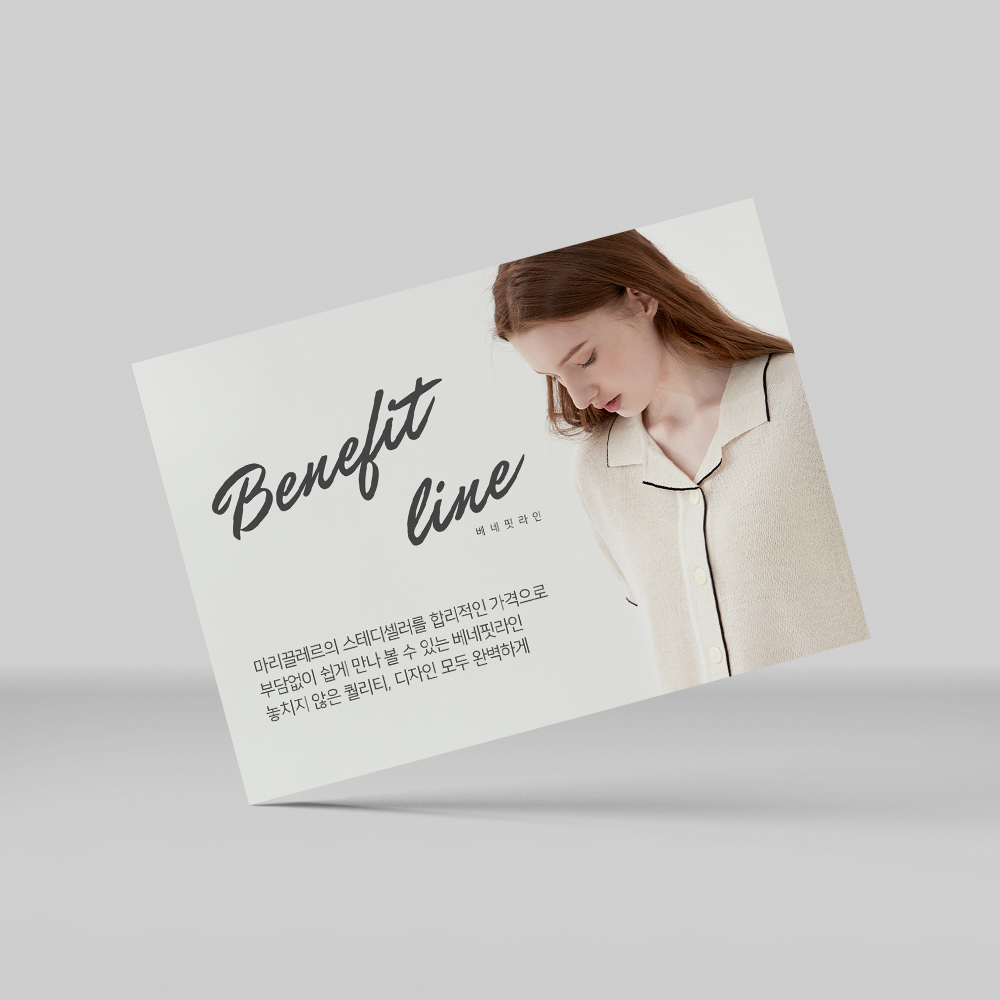 Benefit
line
베네핏라인
마리끌레르의 스테디셀러를 합리적인 가격으로
부담없이 쉽게 만나 볼 수 있는 베네핏라인
놓치지 않은 퀄리티, 디자인 모두 완벽하게